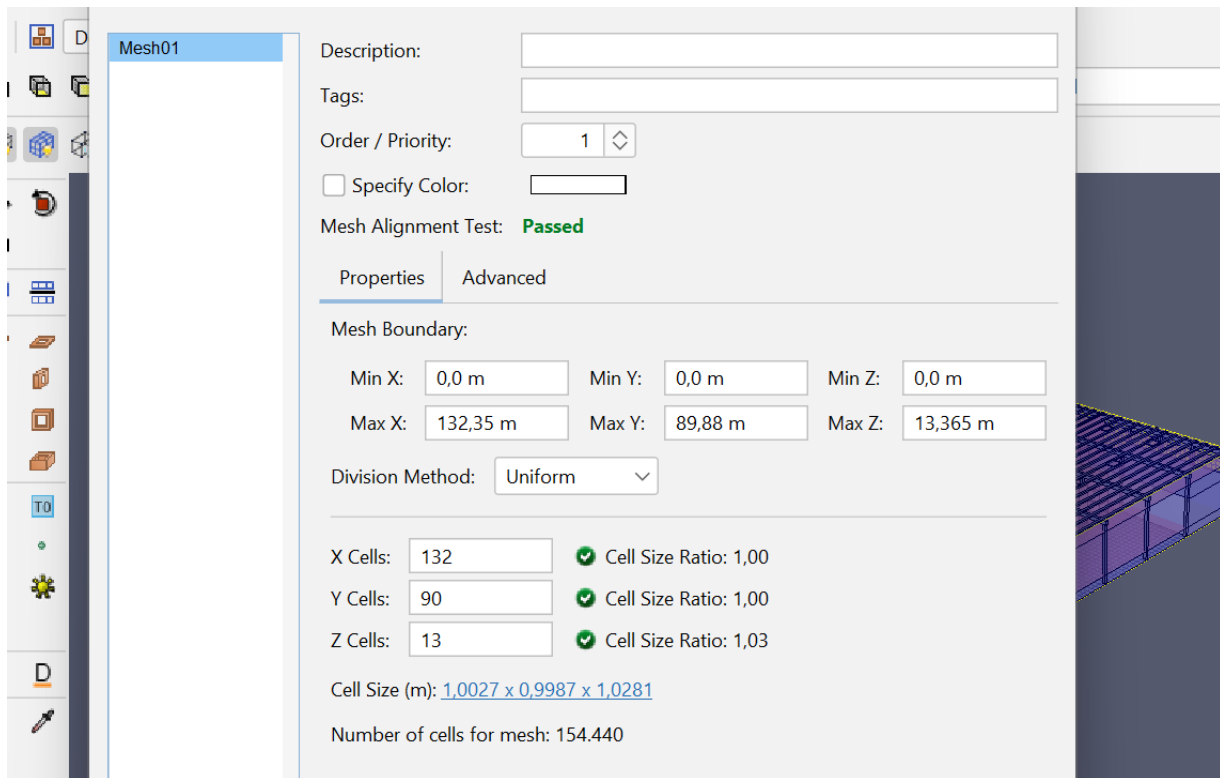 D
Mesh01
Description:
Tags:
Order / Priority: 1
Specify Color:
Mesh Alignment Test: Passed
Properties Advanced
Mesh Boundary:
Min X: 0,0 m Min Y: 0,0 m Min Z: 0,0 m
Max X: 132,35 m Max Y: 89,88 m Max Z: 13,365 m
Division Method: Uniform
X Cells: 132 Cell Size Ratio: 1,00
Y Cells: 90 Cell Size Ratio: 1,00
Z Cells: 13 Cell Size Ratio: 1,03
Cell Size (m): 1,0027 x 0,9987 x 1,0281
Number of cells for mesh: 154.440
T0
D